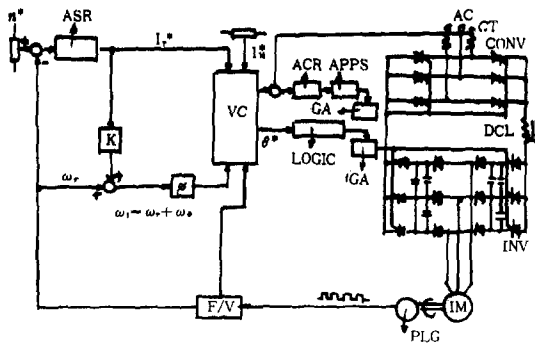 n*
ASR
I_T*
I_M*
AC
CT
CONV
ACR APPS
GA
VC
K
θ*
LOGIC
DCL
GA
ω_r
φ
ω_1 = ω_r + ω_s
INV
F/V
IM
PLG